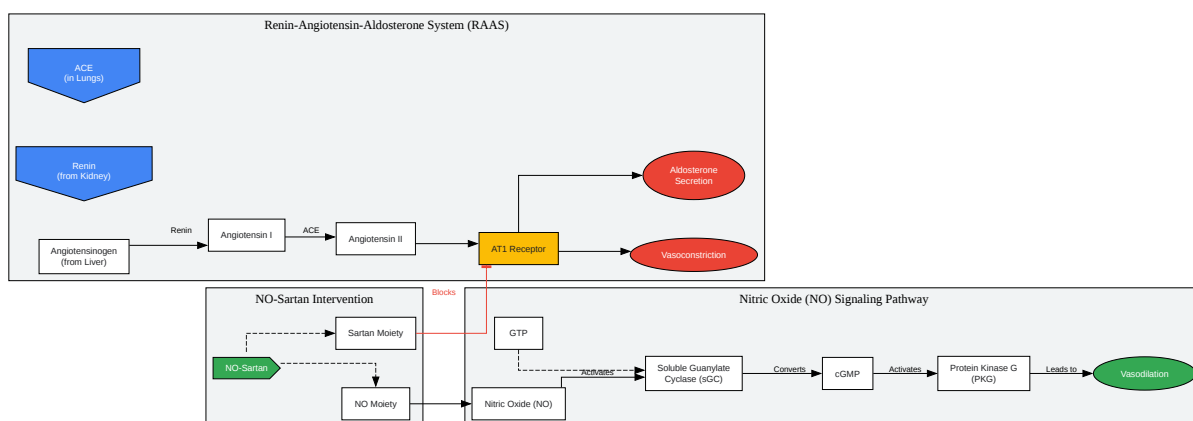 Renin-Angiotensin-Aldosterone System (RAAS)
ACE
(in Lungs)
Renin
(from Kidney)
Aldosterone
Secretion
Renin
Angiotensin I
ACE
Angiotensin II
Angiotensinogen
(from Liver)
AT1 Receptor
Vasoconstriction
Blocks
NO-Sartan Intervention
Sartan Moiety
NO-Sartan
NO Moiety
Nitric Oxide (NO) Signaling Pathway
GTP
Nitric Oxide (NO)
Activates
Soluble Guanylate
Cyclase (sGC)
Converts
cGMP
Activates
Protein Kinase G
(PKG)
Leads to
Vasodilation